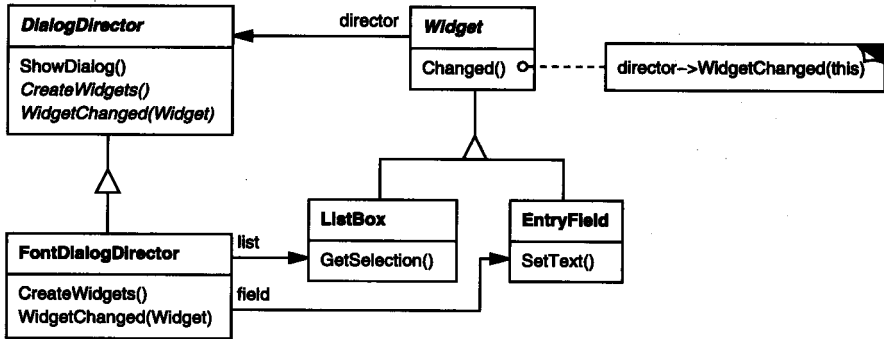 DialogDirector
director
Widget
ShowDialog()
CreateWidgets()
WidgetChanged(Widget)
Changed()
director->WidgetChanged(this)
FontDialogDirector
list
ListBox
EntryField
GetSelection()
SetText()
CreateWidgets()
field
WidgetChanged(Widget)